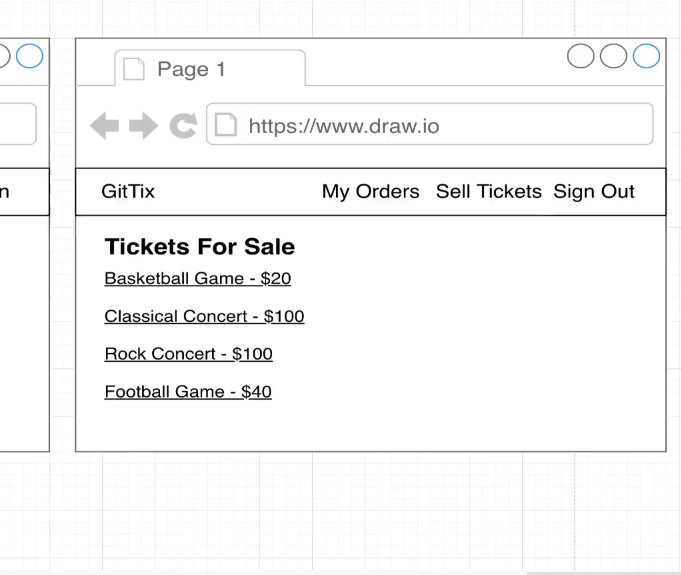 Page 1
https://www.draw.io
n
GitTix My Orders Sell Tickets Sign Out
Tickets For Sale
Basketball Game - $20
Classical Concert - $100
Rock Concert - $100
Football Game - $40